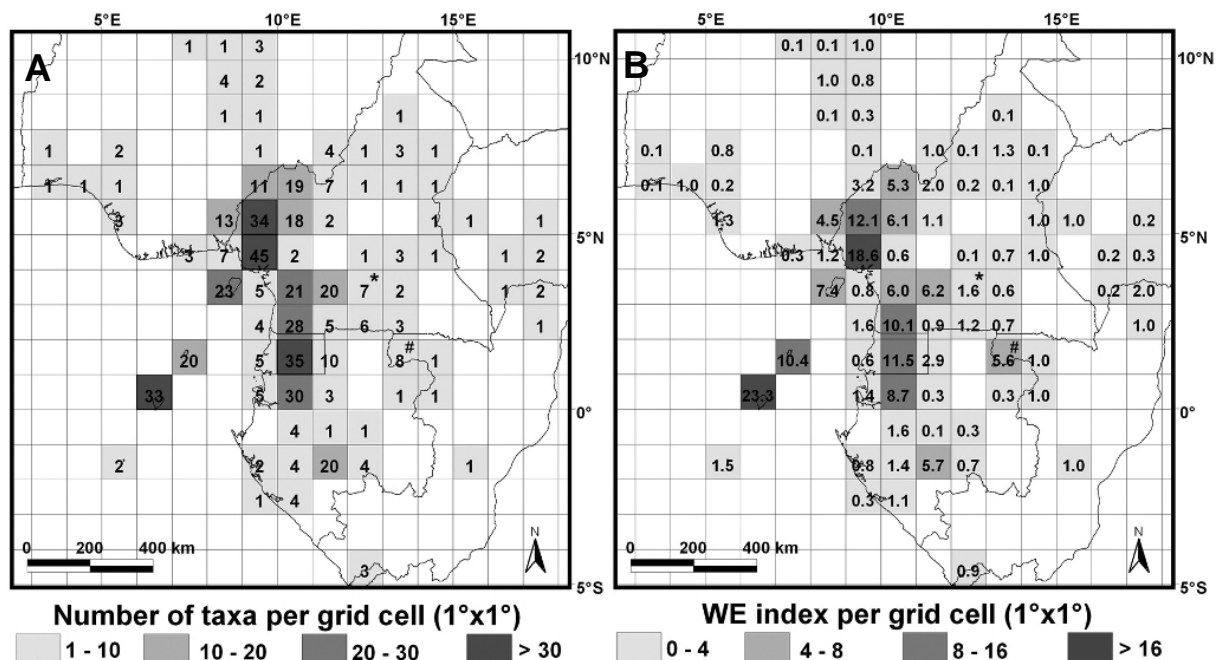 5°E 10°E 15°E
A
1 1 3
10°N
4 2
1 1 1
1 2 1 4 1 3 1
1 1 1 11 19 7 1 1 1
3 13 34 18 2 1 1 1
5°N
3 7 45 2 1 3 1 1 2
*
23 5 21 20 7 2 1 2
4 28 5 6 3 1
#
20 5 35 10 8 1
33 5 30 3 1 1
0°
4 1 1
2 2 4 20 4 1
1 4
N
0 200 400 km
3
5°S
Number of taxa per grid cell (1°x1°)
1 - 10 10 - 20 20 - 30 > 30
5°E 10°E 15°E
B
0.1 0.1 1.0
10°N
1.0 0.8
0.1 0.3 0.1
0.1 0.8 0.1 1.0 0.1 1.3 0.1
0.1 1.0 0.2 3.2 5.3 2.0 0.2 0.1 1.0
1.3 4.5 12.1 6.1 1.1 1.0 1.0 0.2
5°N
0.3 1.2 18.6 0.6 0.1 0.7 1.0 0.2 0.3
*
7.4 0.8 6.0 6.2 1.6 0.6 0.2 2.0
1.6 10.1 0.9 1.2 0.7 1.0
#
10.4 0.6 11.5 2.9 5.6 1.0
23.3 1.4 8.7 0.3 0.3 1.0
0°
1.6 0.1 0.3
1.5 0.8 1.4 5.7 0.7 1.0
0.3 1.1
N
0 200 400 km
0.9
5°S
WE index per grid cell (1°x1°)
0 - 4 4 - 8 8 - 16 > 16